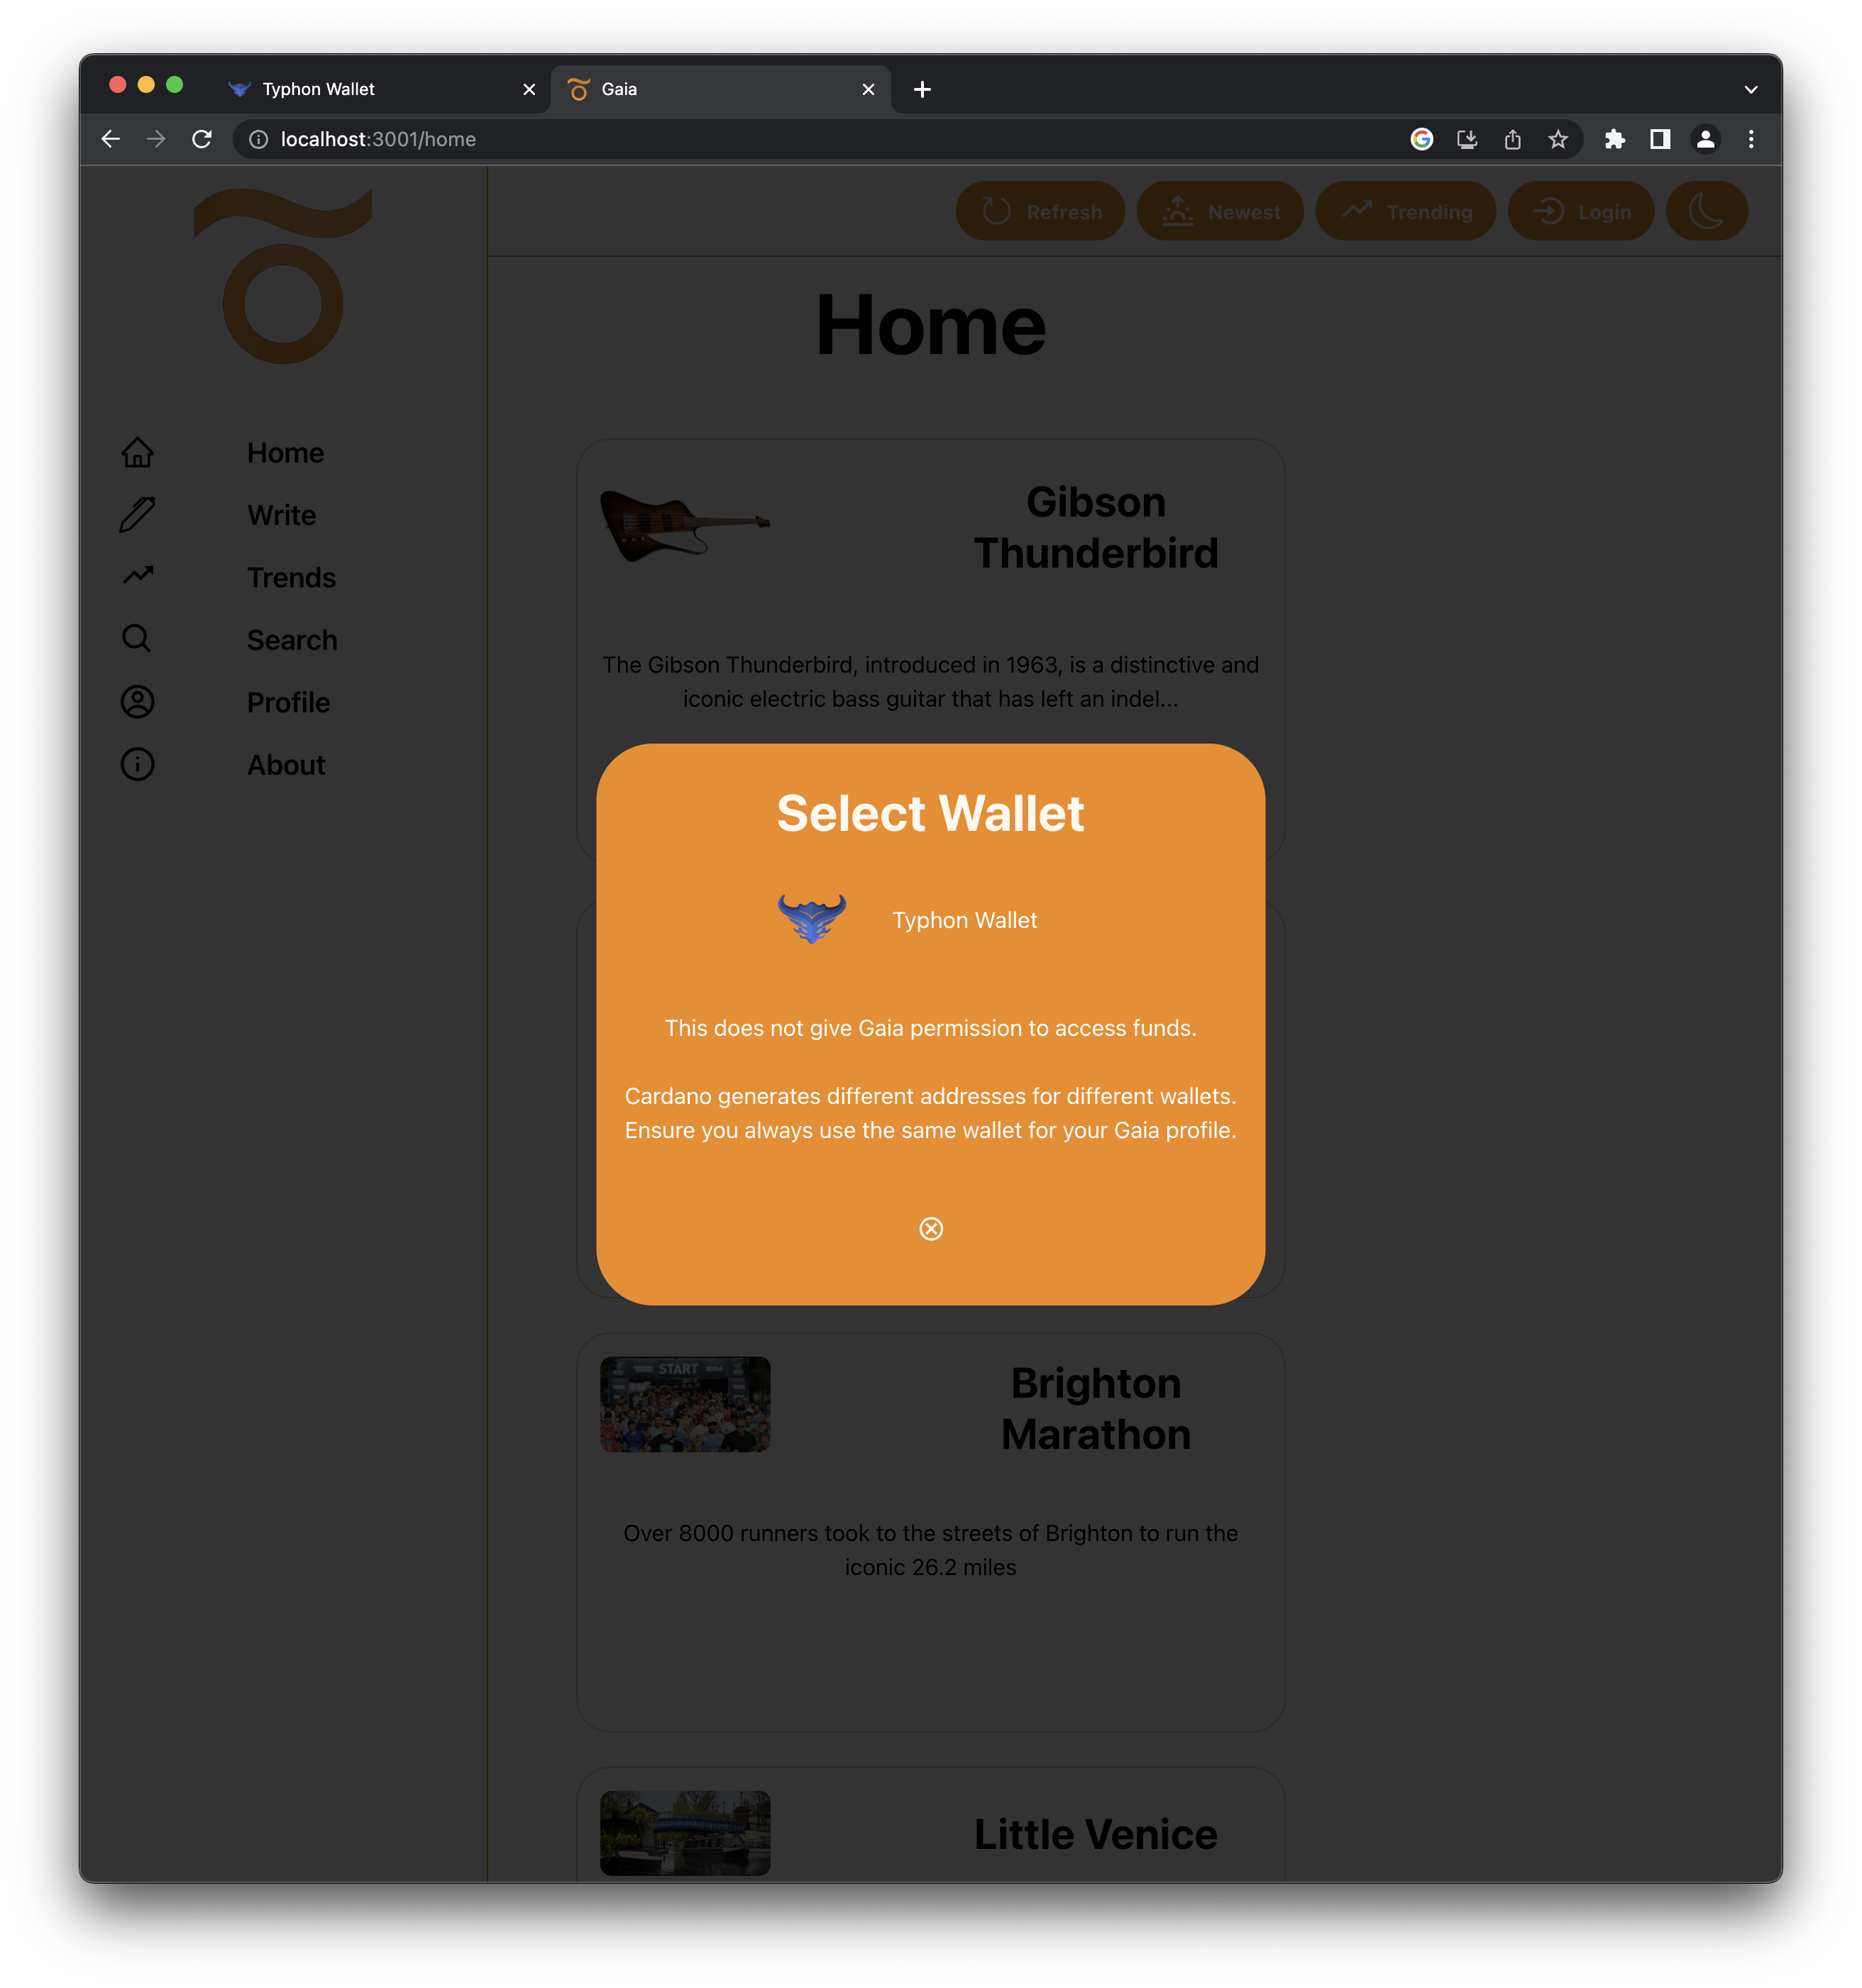 Typhon Wallet
Gaia
localhost:3001/home
Refresh
Newest
Trending
Login
Home
Write
Trends
Search
Profile
About
Home
Gibson
Thunderbird
The Gibson Thunderbird, introduced in 1963, is a distinctive and
iconic electric bass guitar that has left an indel...
Select Wallet
Typhon Wallet
This does not give Gaia permission to access funds.
Cardano generates different addresses for different wallets.
Ensure you always use the same wallet for your Gaia profile.
START
Brighton
Marathon
Over 8000 runners took to the streets of Brighton to run the
iconic 26.2 miles
Little Venice